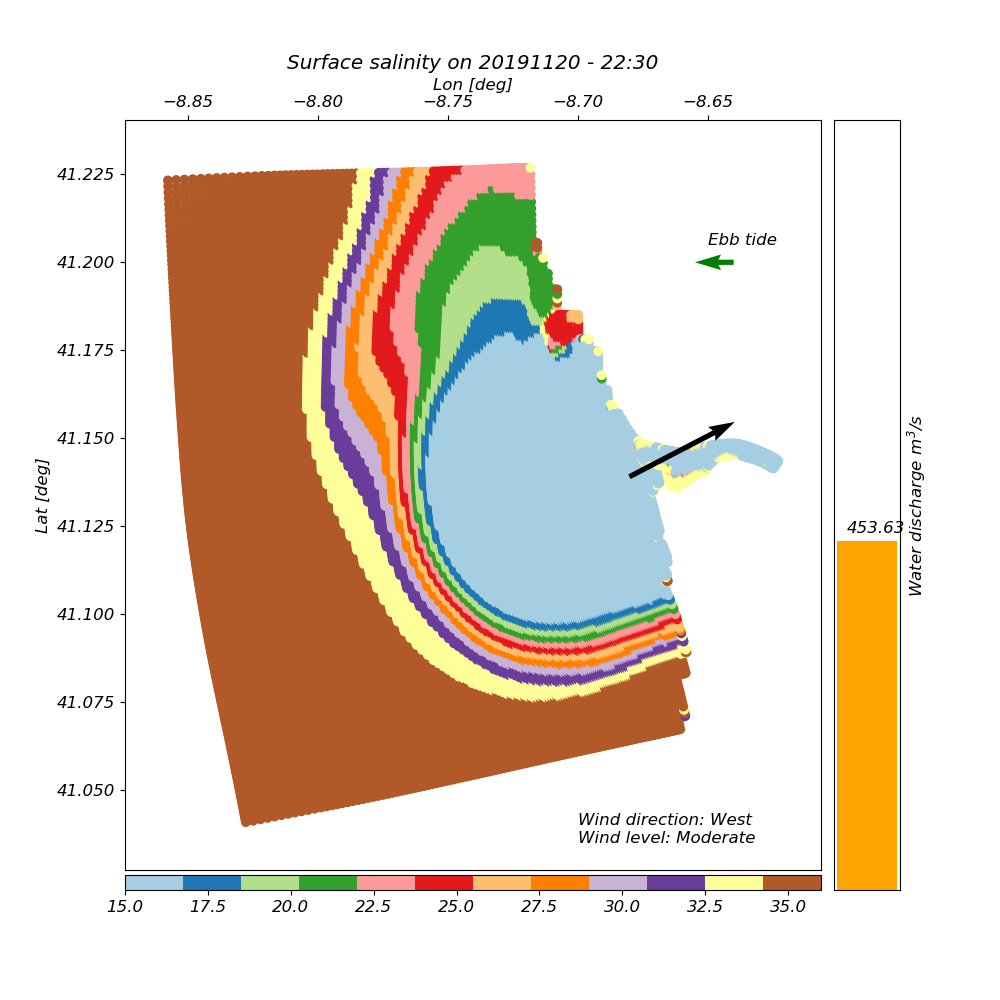 Surface salinity on 20191120 - 22:30
Lon [deg]
−8.85 −8.80 −8.75 −8.70 −8.65
41.225
41.200
41.175
41.150
41.125
41.100
41.075
41.050
Lat [deg]
Ebb tide
Wind direction: West
Wind level: Moderate
453.63
Water discharge m³/s
15.0 17.5 20.0 22.5 25.0 27.5 30.0 32.5 35.0